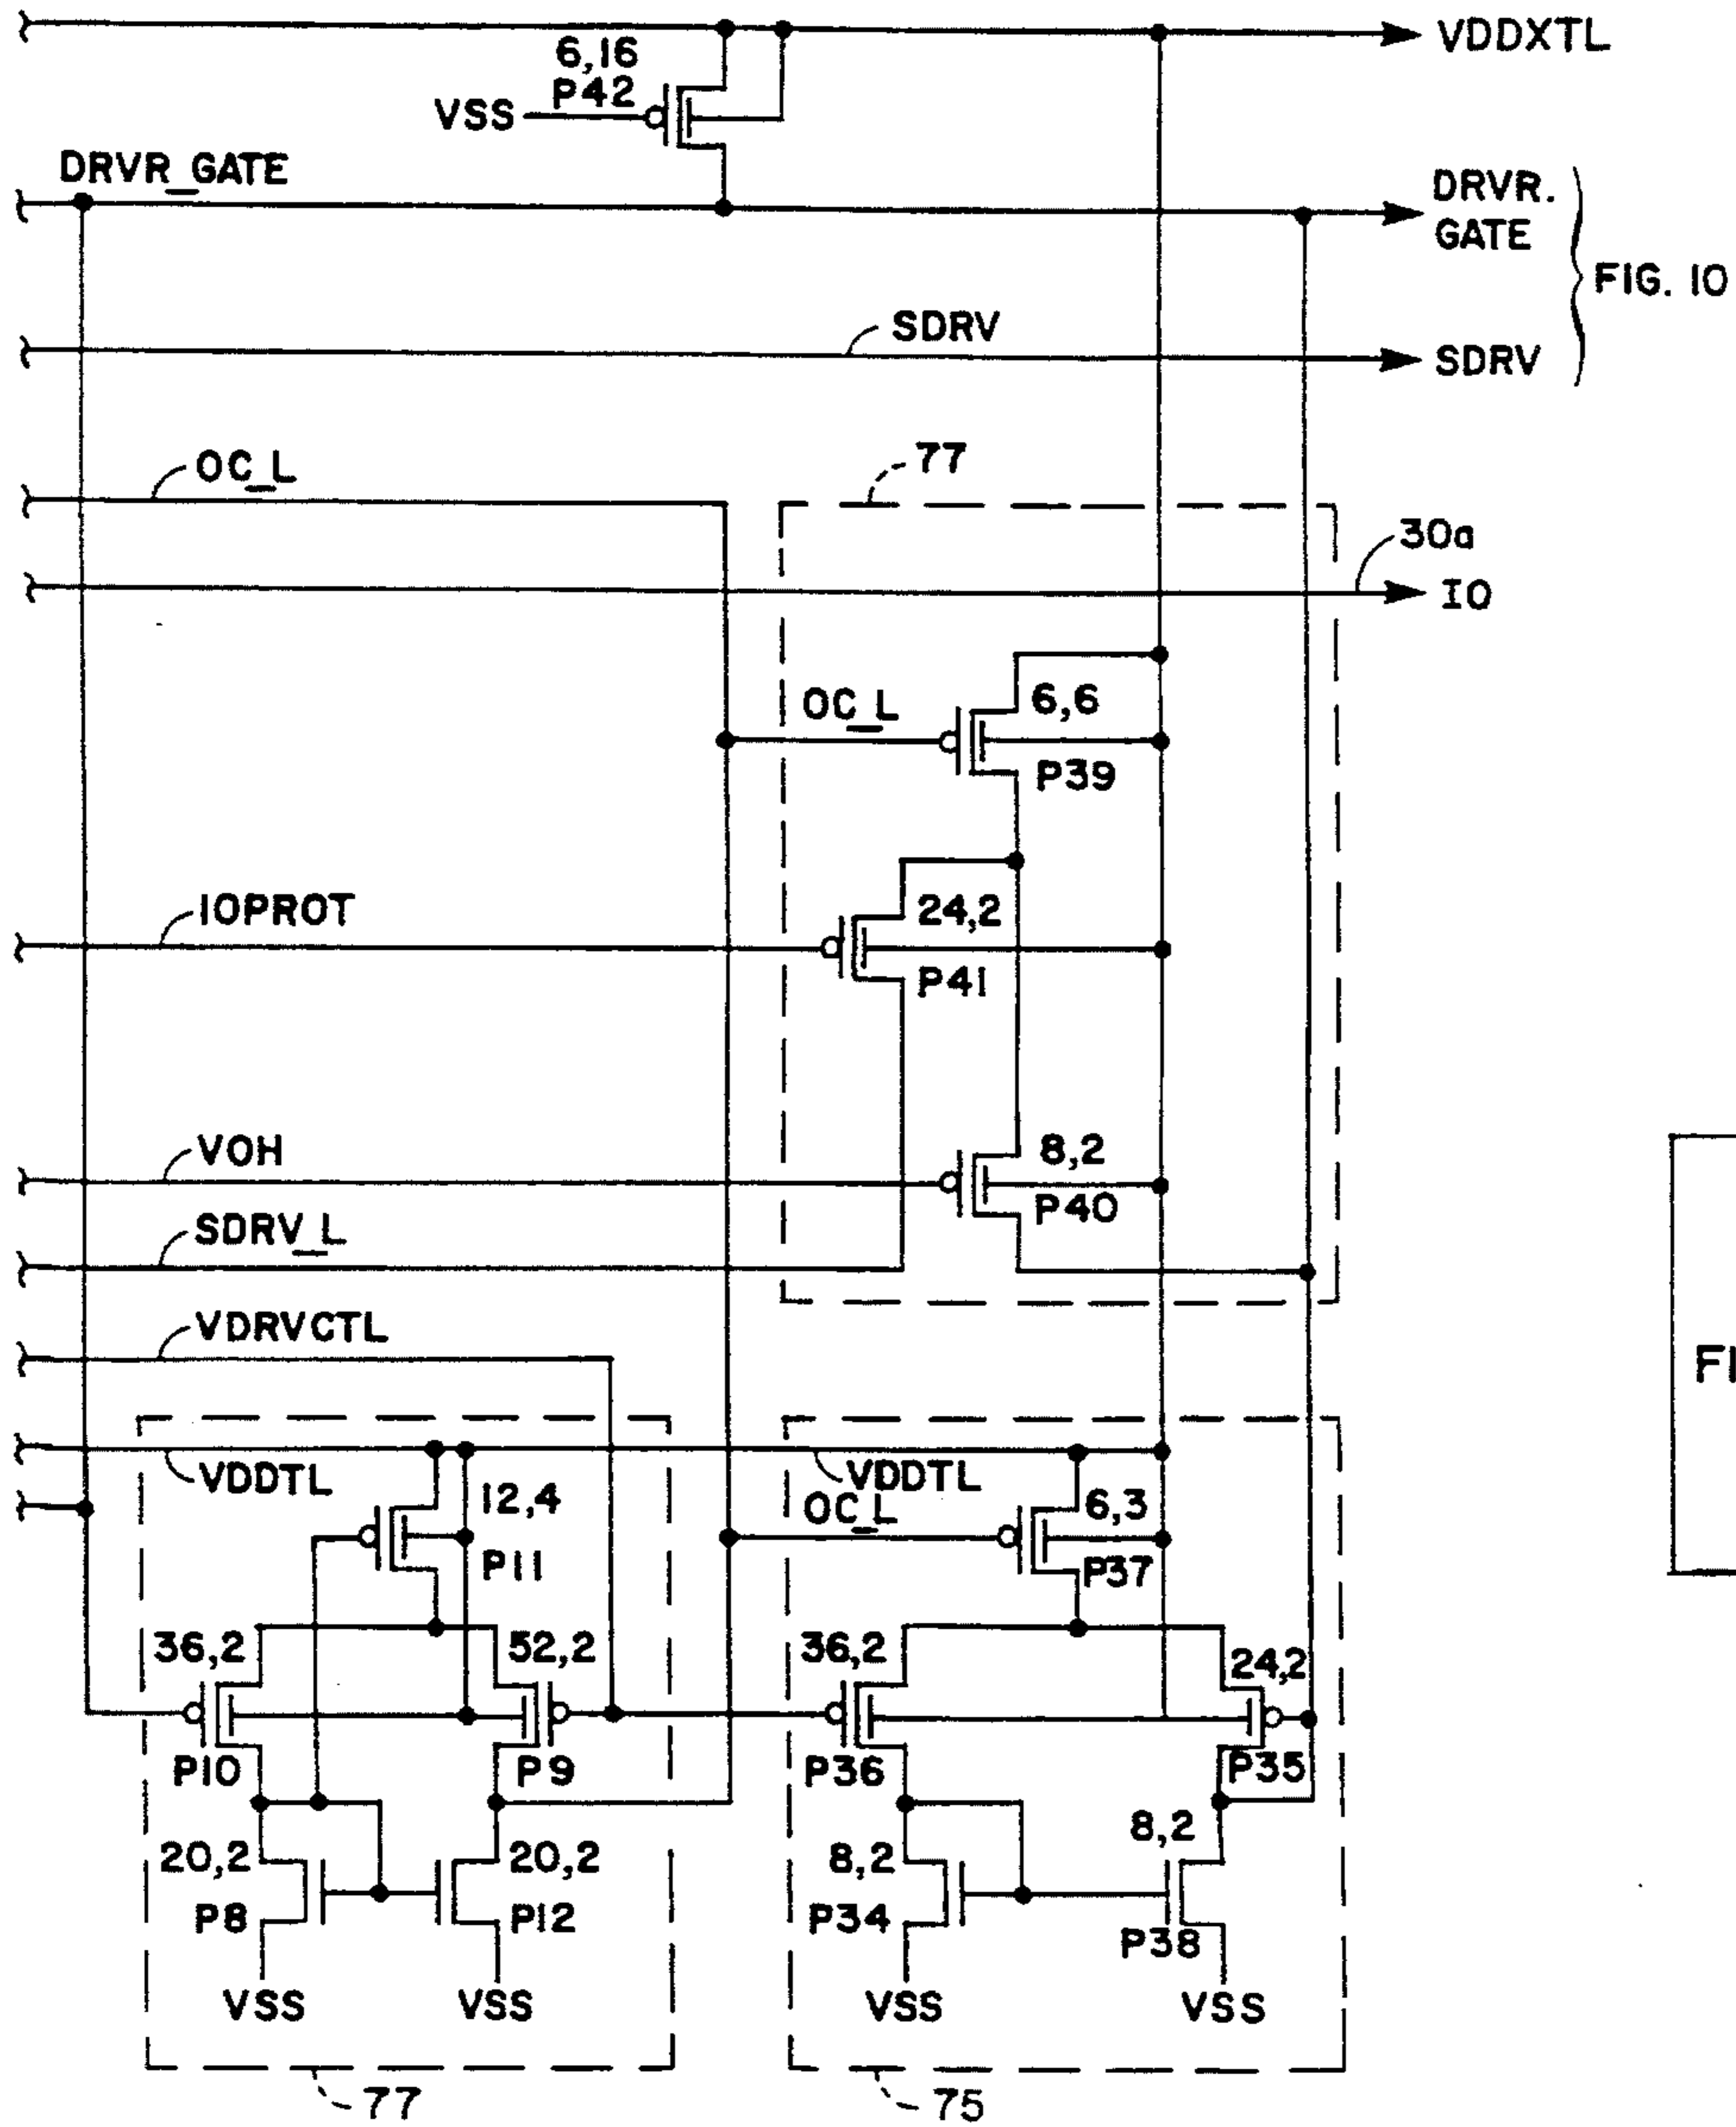 VDDXTL
6,16
P42
VSS
DRVR_GATE
DRVR.
GATE
FIG. 10
SDRV
SDRV
OC_L
77
30a
IO
OC_L
6,6
P39
IOPROT
24,2
P41
VOH
8,2
P40
SDRV_L
VDRVCTL
FI
VDDTL
VDDTL
12,4
P11
OC_L
6,3
P37
36,2
52,2
36,2
24,2
P10
P9
P36
P35
20,2
20,2
8,2
8,2
P8
P12
P34
P38
VSS
VSS
VSS
VSS
77
75